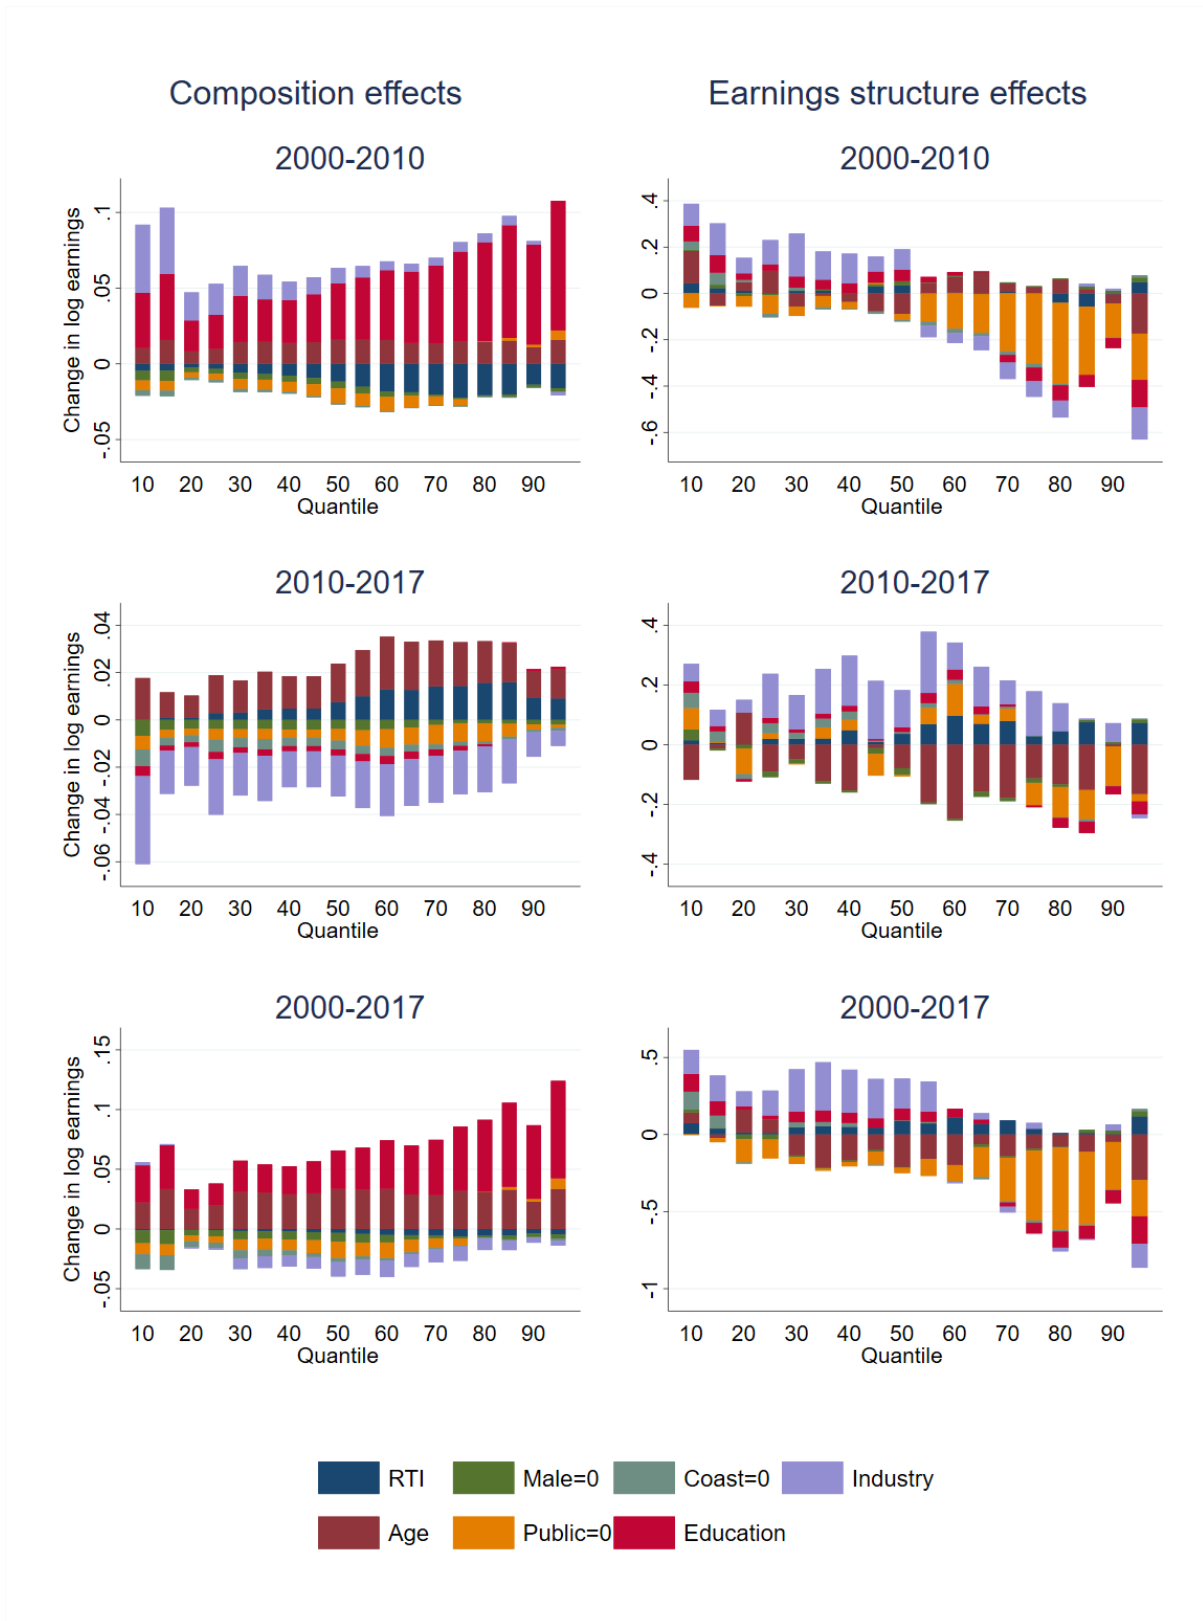 Composition effects
Earnings structure effects
2000-2010
Change in log earnings
.1
.05
0
-.05
10 20 30 40 50 60 70 80 90
Quantile
2000-2010
.4
.2
0
-.2
-.4
-.6
10 20 30 40 50 60 70 80 90
Quantile
2010-2017
Change in log earnings
.04
.02
0
-.02
-.04
-.06
10 20 30 40 50 60 70 80 90
Quantile
2010-2017
.4
.2
0
-.2
-.4
10 20 30 40 50 60 70 80 90
Quantile
2000-2017
Change in log earnings
.15
.1
.05
0
-.05
10 20 30 40 50 60 70 80 90
Quantile
2000-2017
.5
0
-.5
-1
10 20 30 40 50 60 70 80 90
Quantile
RTI Male=0 Coast=0 Industry
Age Public=0 Education